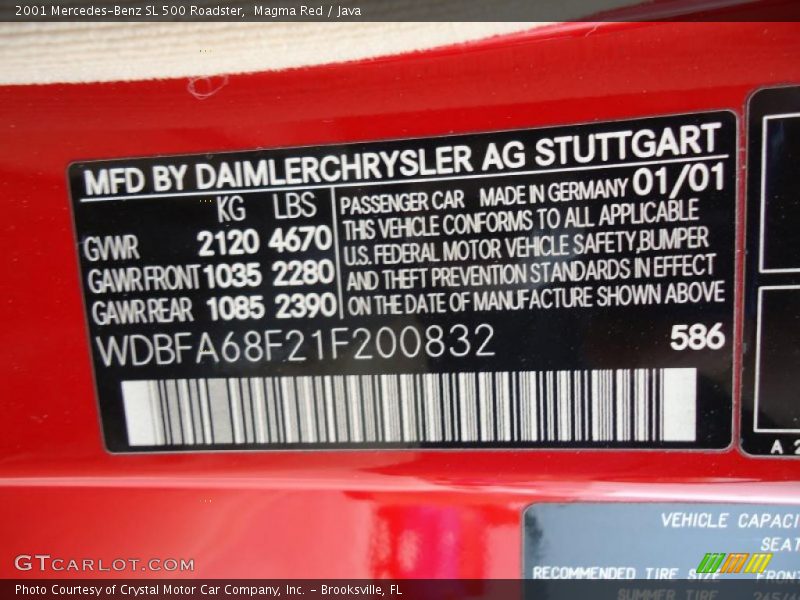 2001 Mercedes-Benz SL 500 Roadster,  Magma Red / Java
MFD BY DAIMLERCHRYSLER AG STUTTGART
KG LBS
GVWR 2120 4670
GAWR FRONT 1035 2280
GAWR REAR 1085 2390
PASSENGER CAR MADE IN GERMANY 01/01
THIS VEHICLE CONFORMS TO ALL APPLICABLE
U.S. FEDERAL MOTOR VEHICLE SAFETY,BUMPER
AND THEFT PREVENTION STANDARDS IN EFFECT
ON THE DATE OF MANUFACTURE SHOWN ABOVE
WDBFA68F21F200832
586
A 2
VEHICLE CAPACI
SEAT
RECOMMENDED TIRE SIZE FRONT
SUMMER TIRE
GTCARLOT.COM
Photo Courtesy of Crystal Motor Car Company, Inc. – Brooksville, FL